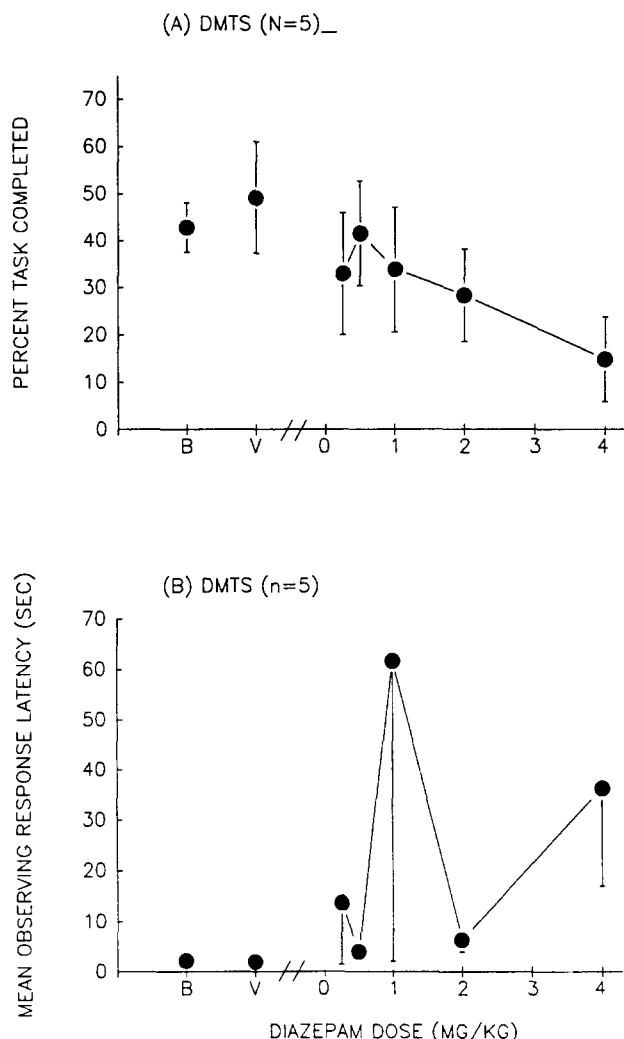 (A) DMTS (N=5)_
PERCENT TASK COMPLETED
70
60
50
40
30
20
10
0
B V // 0 1 2 3 4
(B) DMTS (n=5)
MEAN OBSERVING RESPONSE LATENCY (SEC)
70
60
50
40
30
20
10
0
B V // 0 1 2 3 4
DIAZEPAM DOSE (MG/KG)